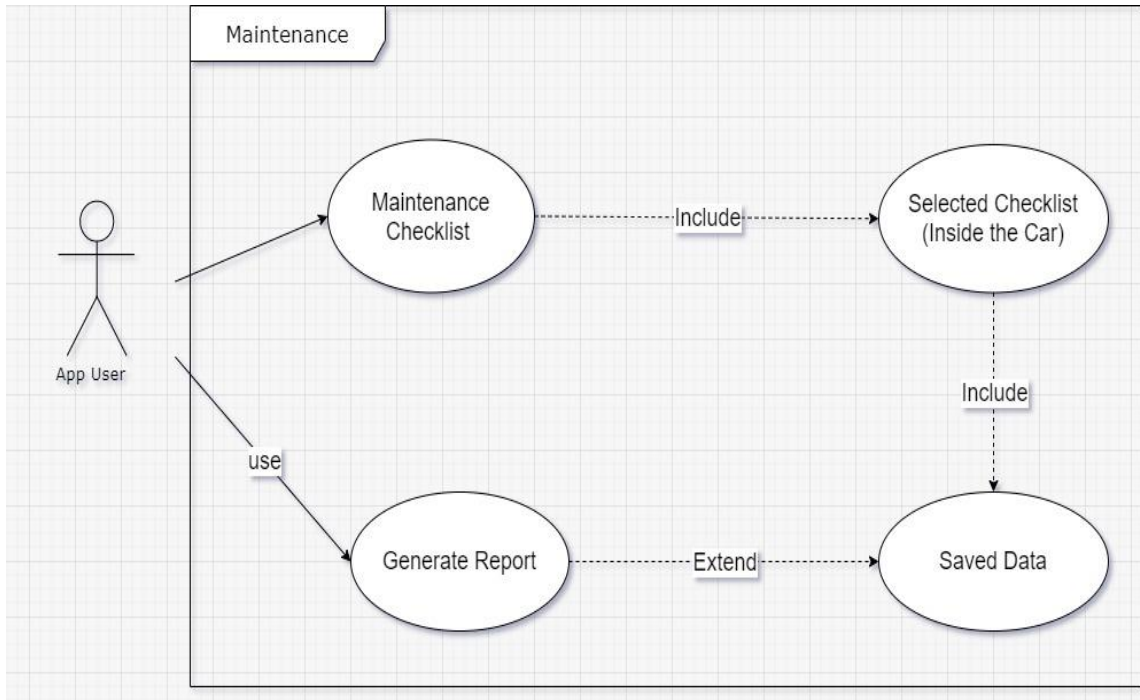 Maintenance
Maintenance
Checklist
Include
Selected Checklist
(Inside the Car)
App User
Include
use
Generate Report
Extend
Saved Data